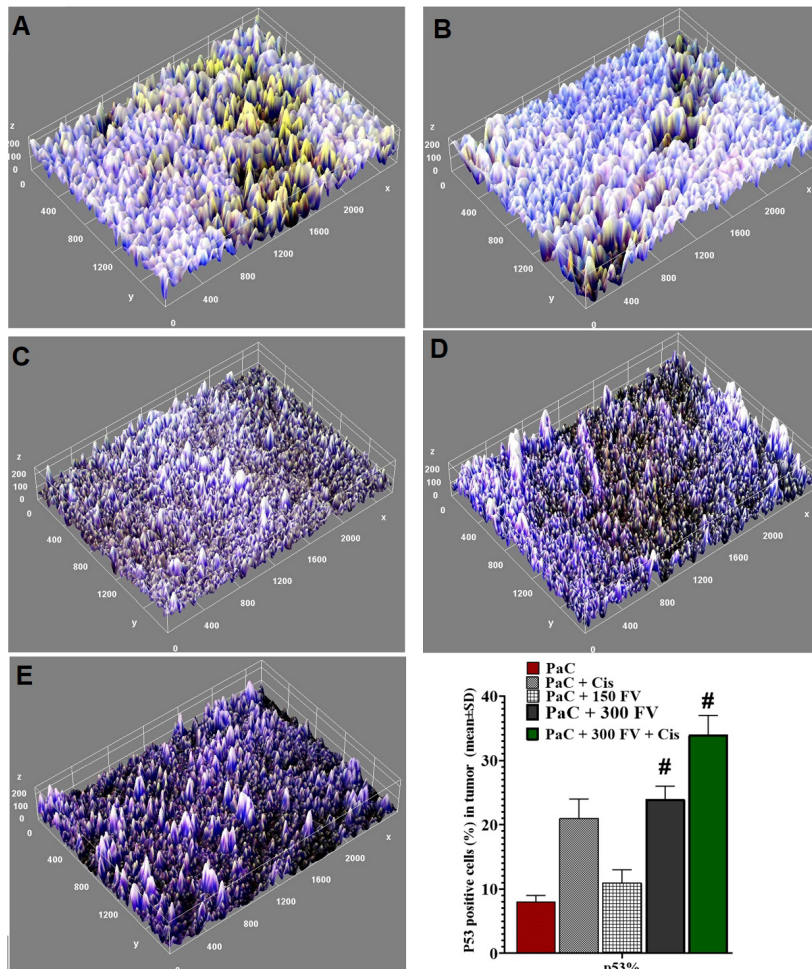 A
z
200
100
0
0
400
800
1200
y
0
400
800
1200
1600
2000
x
B
z
200
100
0
0
400
800
1200
y
0
400
800
1200
1600
2000
x
C
z
200
100
0
0
400
800
1200
y
0
400
800
1200
1600
2000
x
D
z
200
100
0
0
400
800
1200
y
0
400
800
1200
1600
2000
x
E
z
200
100
0
0
400
800
1200
y
0
400
800
1200
1600
2000
x
PaC
PaC + Cis
PaC + 150 FV
PaC + 300 FV
PaC + 300 FV + Cis
P53 positive cells (%) in tumor (mean±SD)
40
30
20
10
0
#
#
p53%